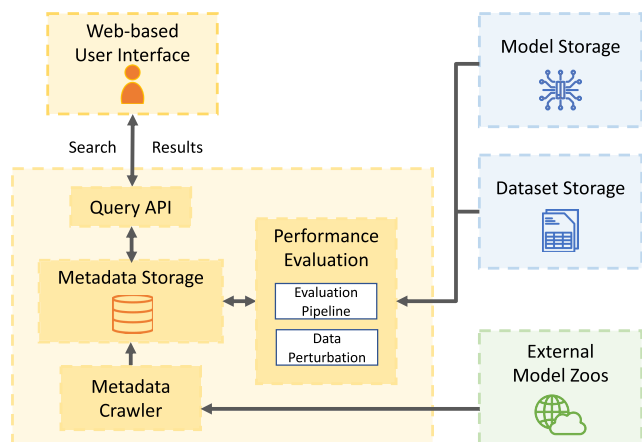 Web-based
User Interface
Search
Results
Query API
Metadata Storage
Metadata
Crawler
Performance
Evaluation
Evaluation
Pipeline
Data
Perturbation
Model Storage
Dataset Storage
External
Model Zoos